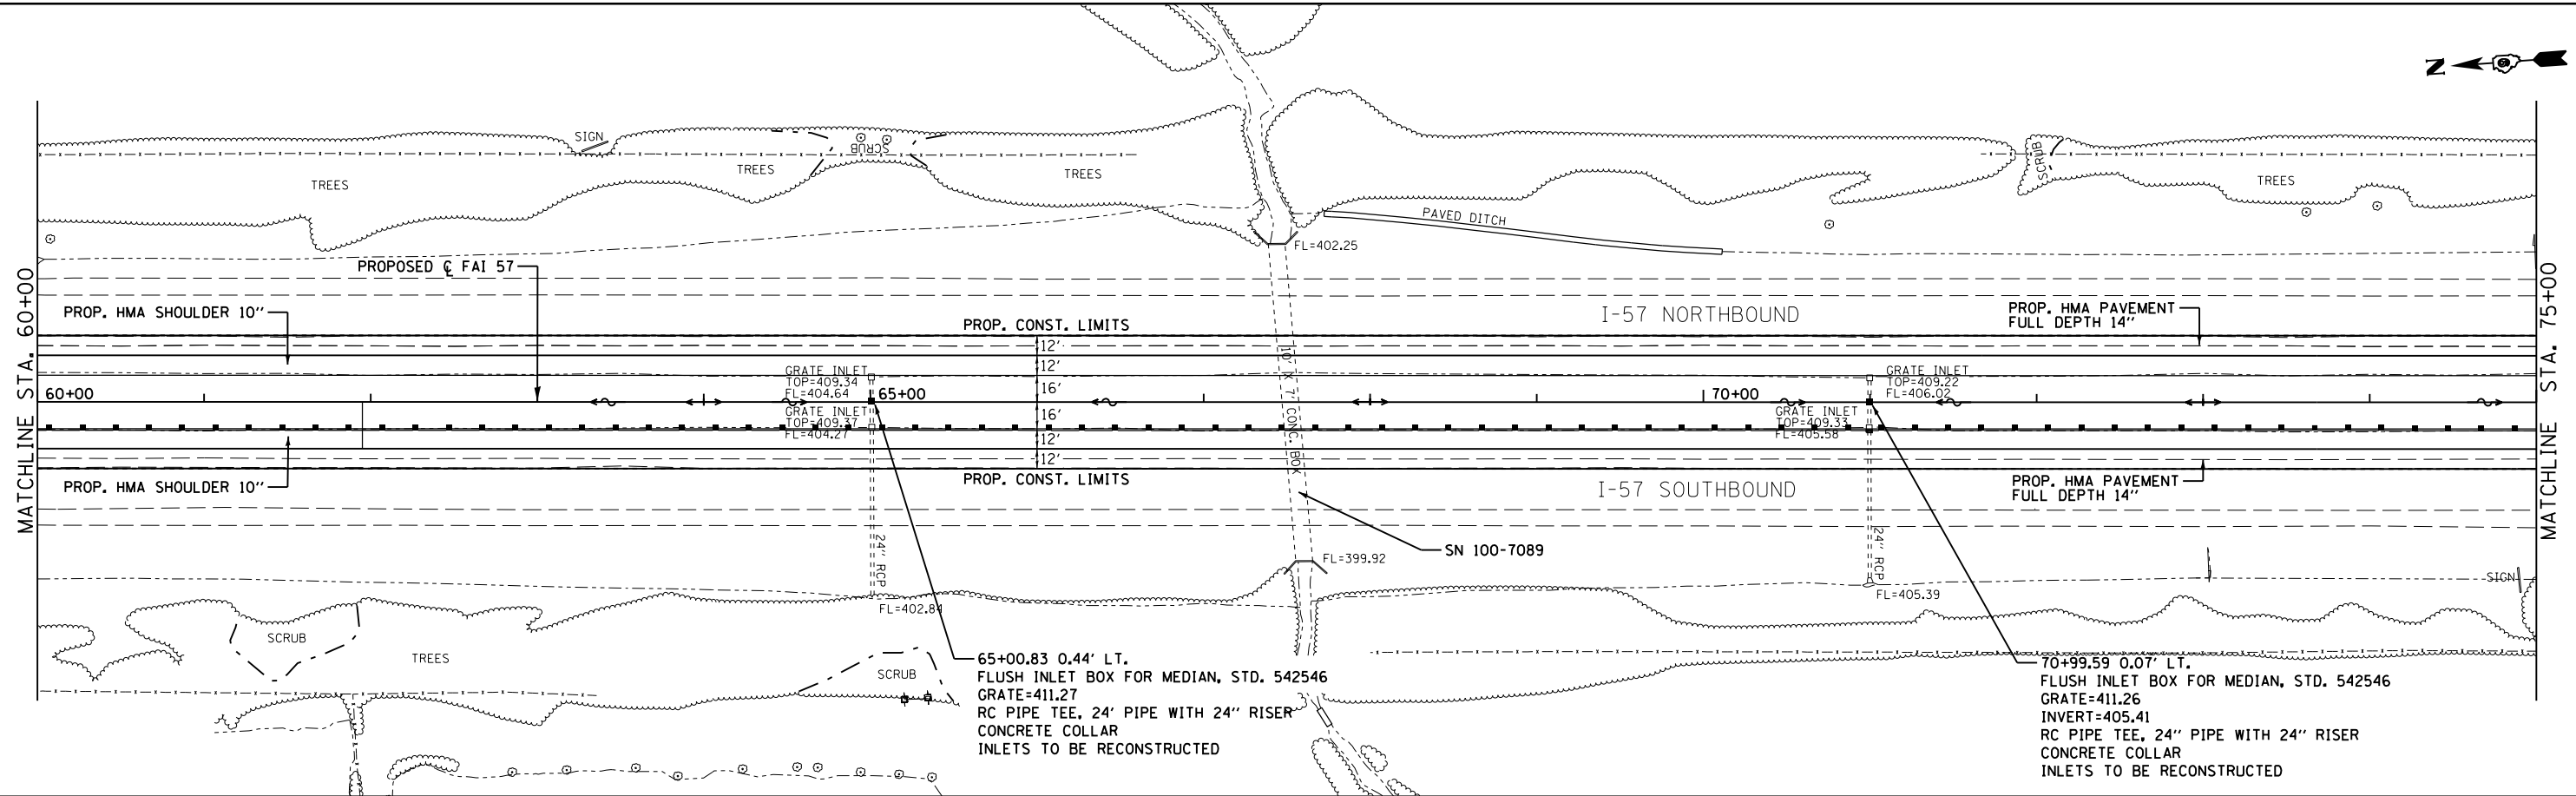 N
SIGN
SCRUB
TREES
TREES
TREES
SCRUB
TREES
PAVED DITCH
FL=402.25
PROPOSED ℄ FAI 57
MATCHLINE STA. 60+00
MATCHLINE STA. 75+00
PROP. HMA SHOULDER 10"
PROP. CONST. LIMITS
I-57 NORTHBOUND
PROP. HMA PAVEMENT
FULL DEPTH 14"
12'
12'
16'
16'
12'
12'
10' X 7' CONC. BOX
GRATE INLET
TOP=409.34
FL=404.64
GRATE INLET
TOP=409.37
FL=404.27
GRATE INLET
TOP=409.22
FL=406.02
GRATE INLET
TOP=409.33
FL=405.58
60+00
65+00
70+00
PROP. HMA SHOULDER 10"
PROP. CONST. LIMITS
I-57 SOUTHBOUND
PROP. HMA PAVEMENT
FULL DEPTH 14"
24" RCP
24" RCP
SN 100-7089
FL=399.92
SIGN
FL=402.84
FL=405.39
SCRUB
TREES
SCRUB
65+00.83 0.44' LT.
FLUSH INLET BOX FOR MEDIAN, STD. 542546
GRATE=411.27
RC PIPE TEE, 24' PIPE WITH 24" RISER
CONCRETE COLLAR
INLETS TO BE RECONSTRUCTED
70+99.59 0.07' LT.
FLUSH INLET BOX FOR MEDIAN, STD. 542546
GRATE=411.26
INVERT=405.41
RC PIPE TEE, 24" PIPE WITH 24" RISER
CONCRETE COLLAR
INLETS TO BE RECONSTRUCTED